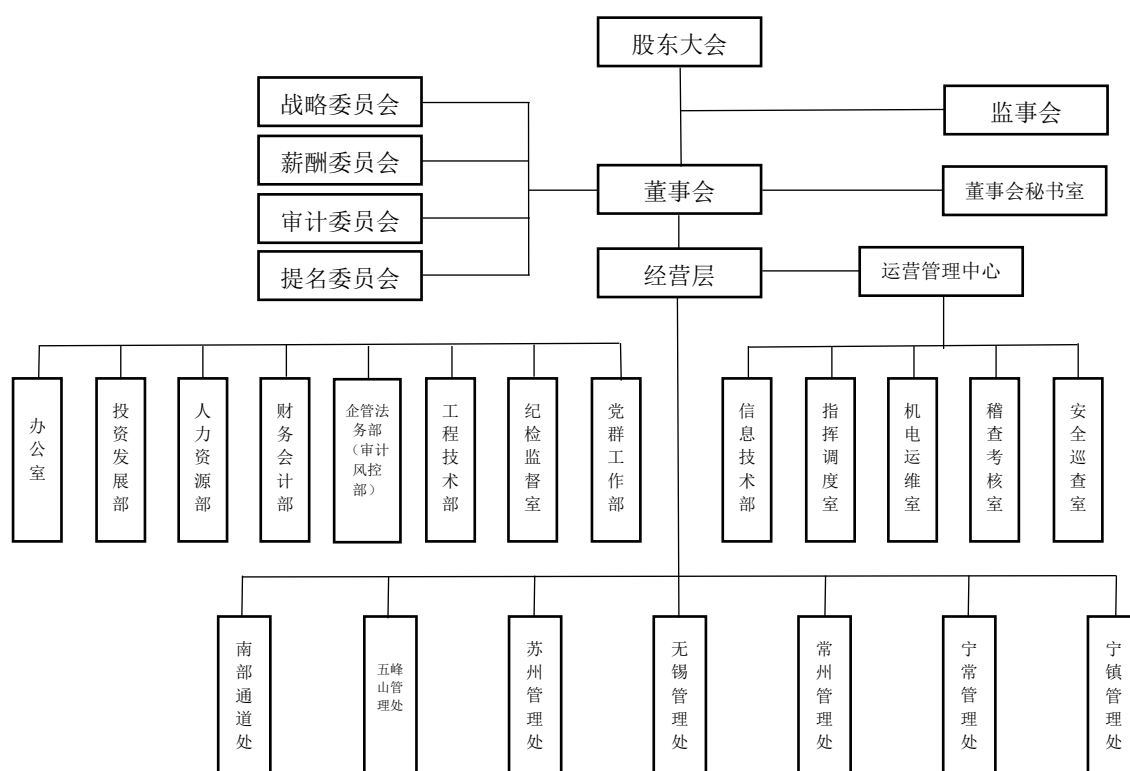 股东大会
战略委员会
监事会
薪酬委员会
董事会
董事会秘书室
审计委员会
经营层
运营管理中心
提名委员会
办公室
投资发展部
人力资源部
财务会计部
企管法
务部
（审计
风控
部）
工程技术部
纪检监督室
党群工作部
信息技术部
指挥调度室
机电运维室
稽查考核室
安全巡查室
南部通道处
五峰
山管
理处
苏州管理处
无锡管理处
常州管理处
宁常管理处
宁镇管理处